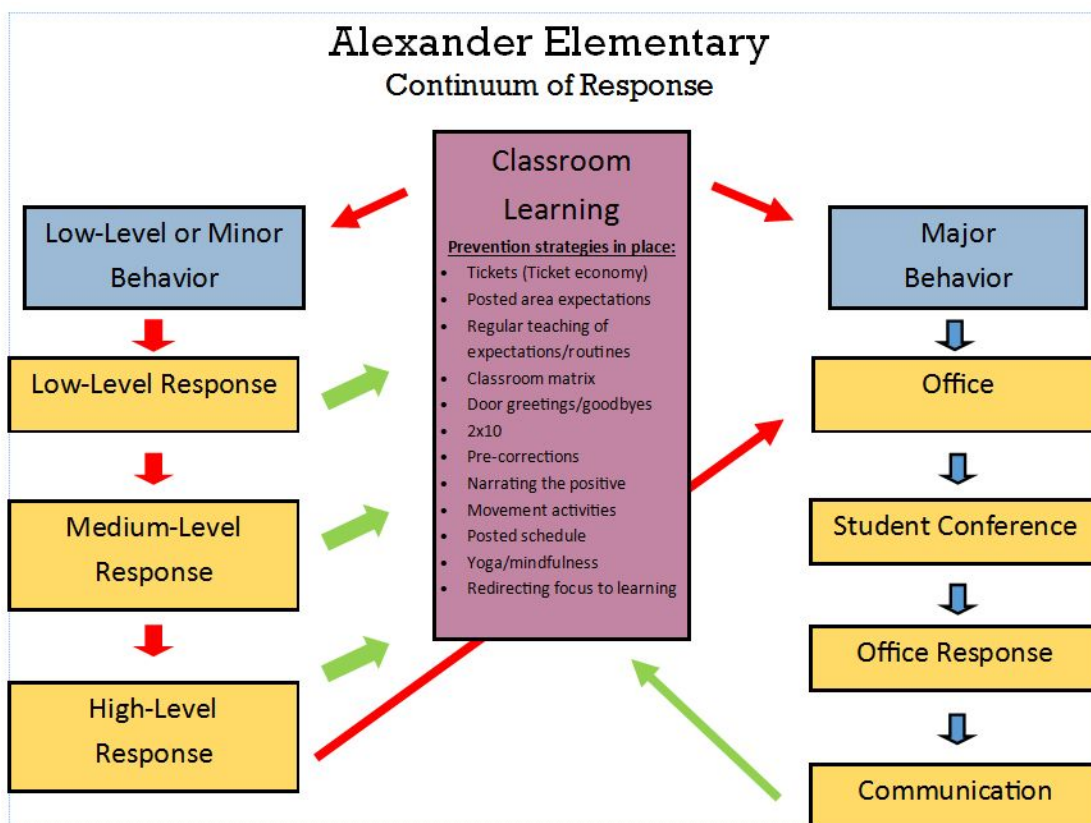 Alexander Elementary
Continuum of Response
Low-Level or Minor
Behavior
Low-Level Response
Medium-Level
Response
High-Level
Response
Classroom
Learning
Prevention strategies in place:
• Tickets (Ticket economy)
• Posted area expectations
• Regular teaching of
expectations/routines
• Classroom matrix
• Door greetings/goodbyes
• 2x10
• Pre-corrections
• Narrating the positive
• Movement activities
• Posted schedule
• Yoga/mindfulness
• Redirecting focus to learning
Major
Behavior
Office
Student Conference
Office Response
Communication